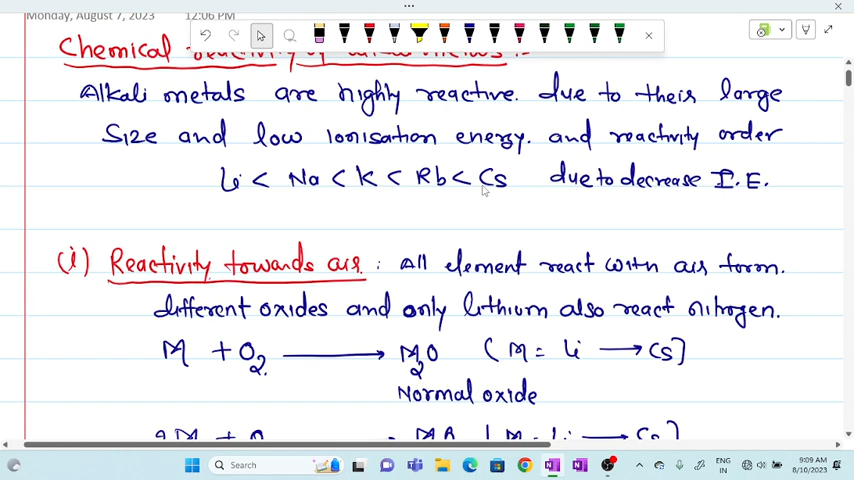 Monday, August 7, 2023 12:06 PM
Chemical reactivity of
Alkali metals are highly reactive. due to their large
Size and low ionisation energy. and reactivity order
Li < Na < K < Rb < Cs due to decrease I.E.
(i) Reactivity towards air : All element react with air form.
different oxides and only lithium also react nitrogen.
M + O2 → M2O (M = Li → Cs]
Normal oxide
Search
ENG
IN
9:09 AM
8/10/2023